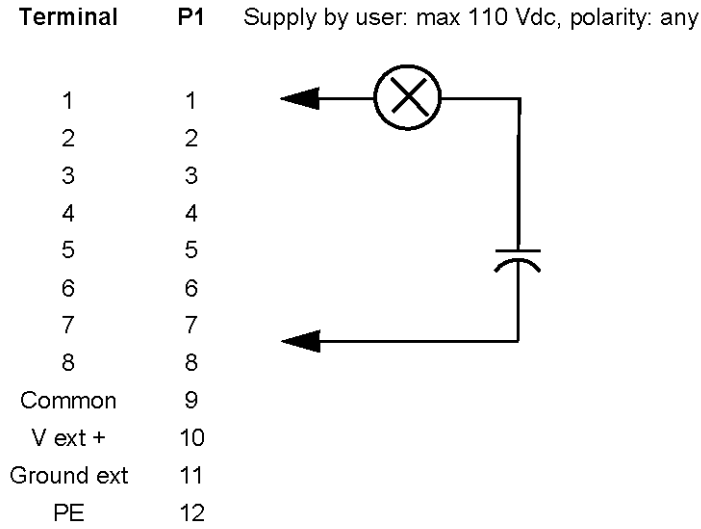 Terminal P1 Supply by user: max 110 Vdc, polarity: any
1 1
2 2
3 3
4 4
5 5
6 6
7 7
8 8
Common 9
V ext + 10
Ground ext 11
PE 12